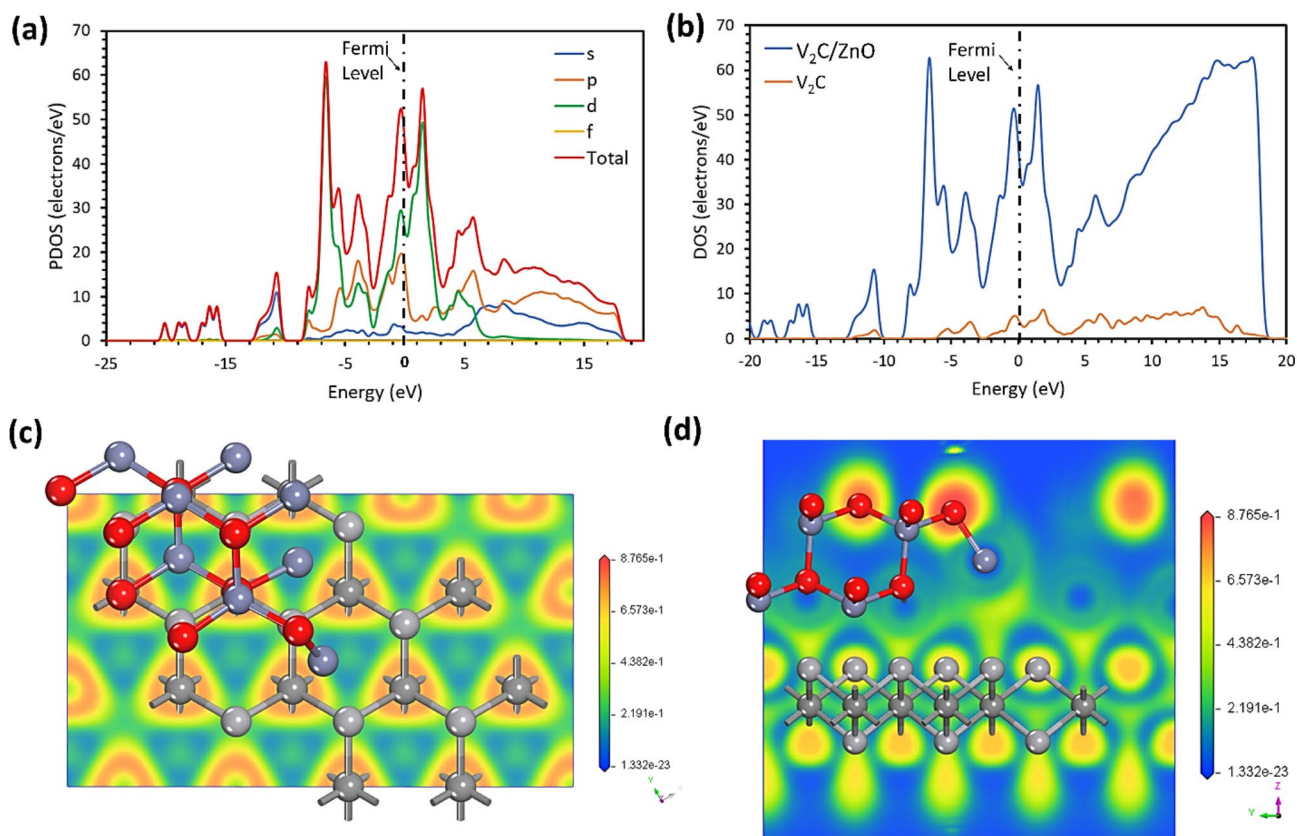 (a)
70
60
50
40
30
20
10
0
PDOS (electrons/eV)
-25
-15
-5
0
5
15
Energy (eV)
Fermi
Level
s
p
d
f
Total
(b)
70
60
50
40
30
20
10
0
DOS (electrons/eV)
-20
-15
-10
-5
0
5
10
15
20
Energy (eV)
V₂C/ZnO
V₂C
Fermi
Level
(c)
8.765e-1
6.573e-1
4.382e-1
2.191e-1
1.332e-23
Y
(d)
8.765e-1
6.573e-1
4.382e-1
2.191e-1
1.332e-23
Z
Y